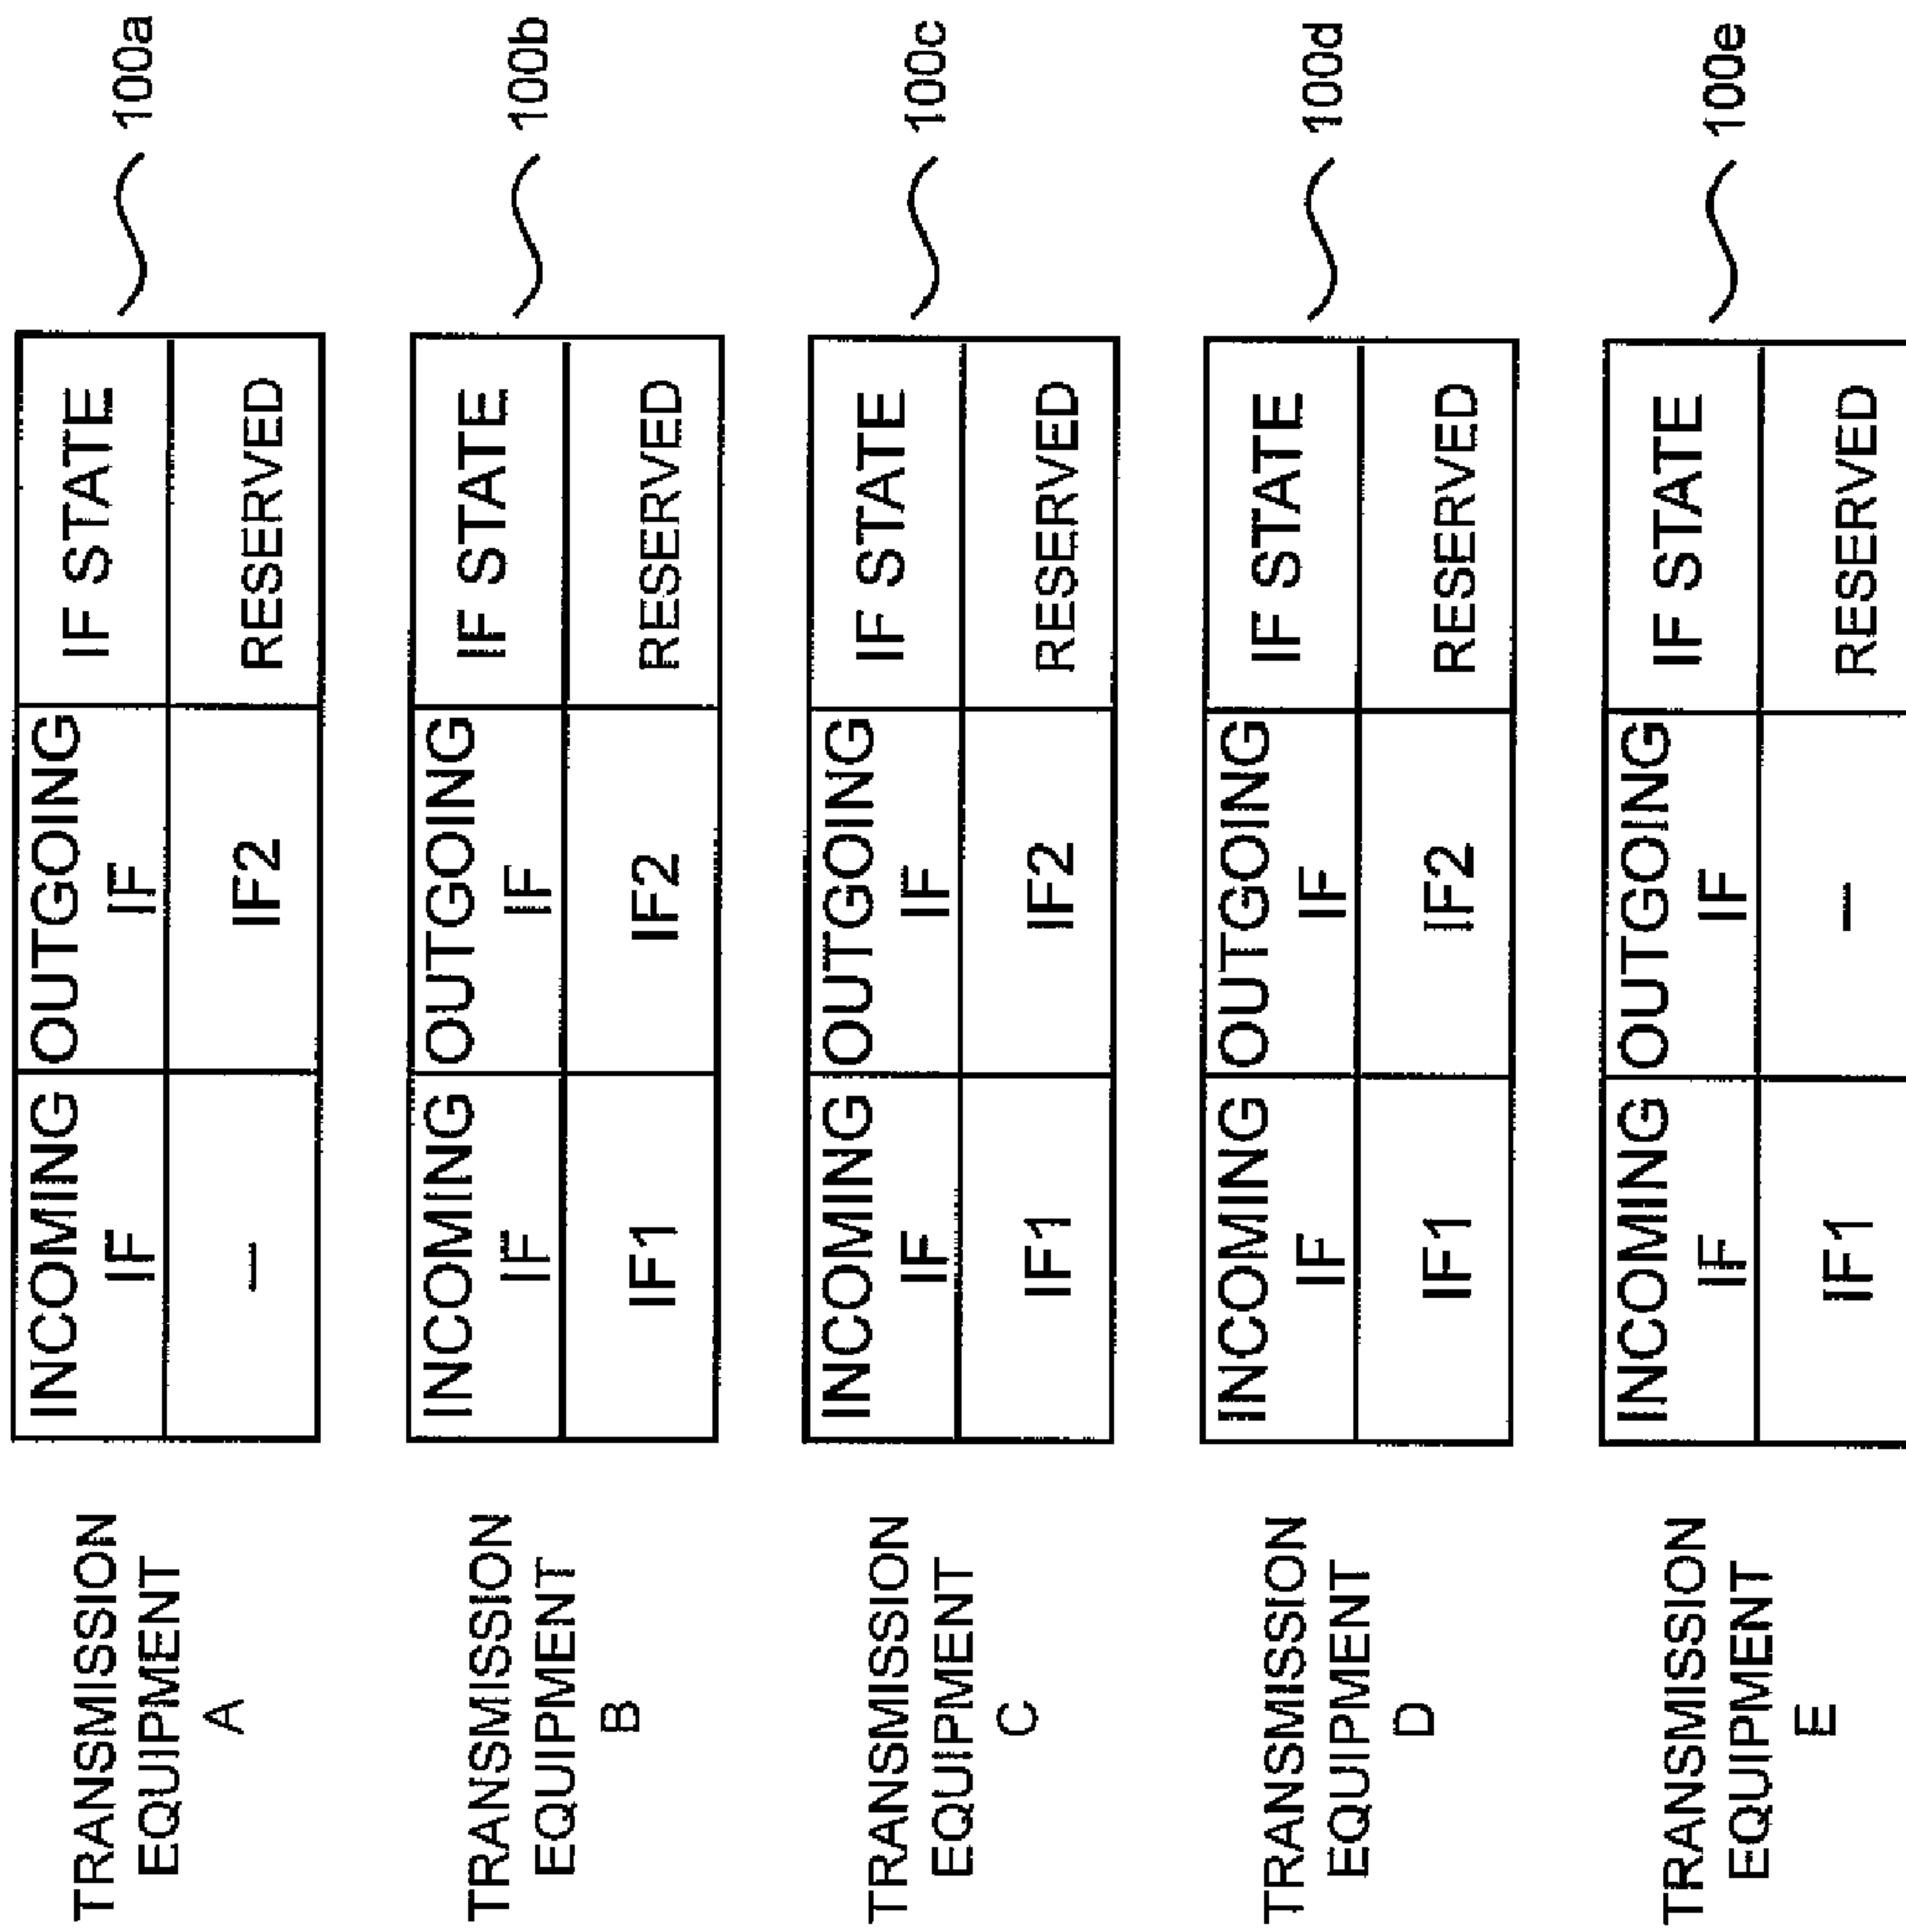 TRANSMISSION
EQUIPMENT
A
INCOMING
IF
OUTGOING
IF
IF STATE
–
IF2
RESERVED
100a
TRANSMISSION
EQUIPMENT
B
INCOMING
IF
OUTGOING
IF
IF STATE
IF1
IF2
RESERVED
100b
TRANSMISSION
EQUIPMENT
C
INCOMING
IF
OUTGOING
IF
IF STATE
IF1
IF2
RESERVED
100c
TRANSMISSION
EQUIPMENT
D
INCOMING
IF
OUTGOING
IF
IF STATE
IF1
IF2
RESERVED
100d
TRANSMISSION
EQUIPMENT
E
INCOMING
IF
OUTGOING
IF
IF STATE
IF1
–
RESERVED
100e